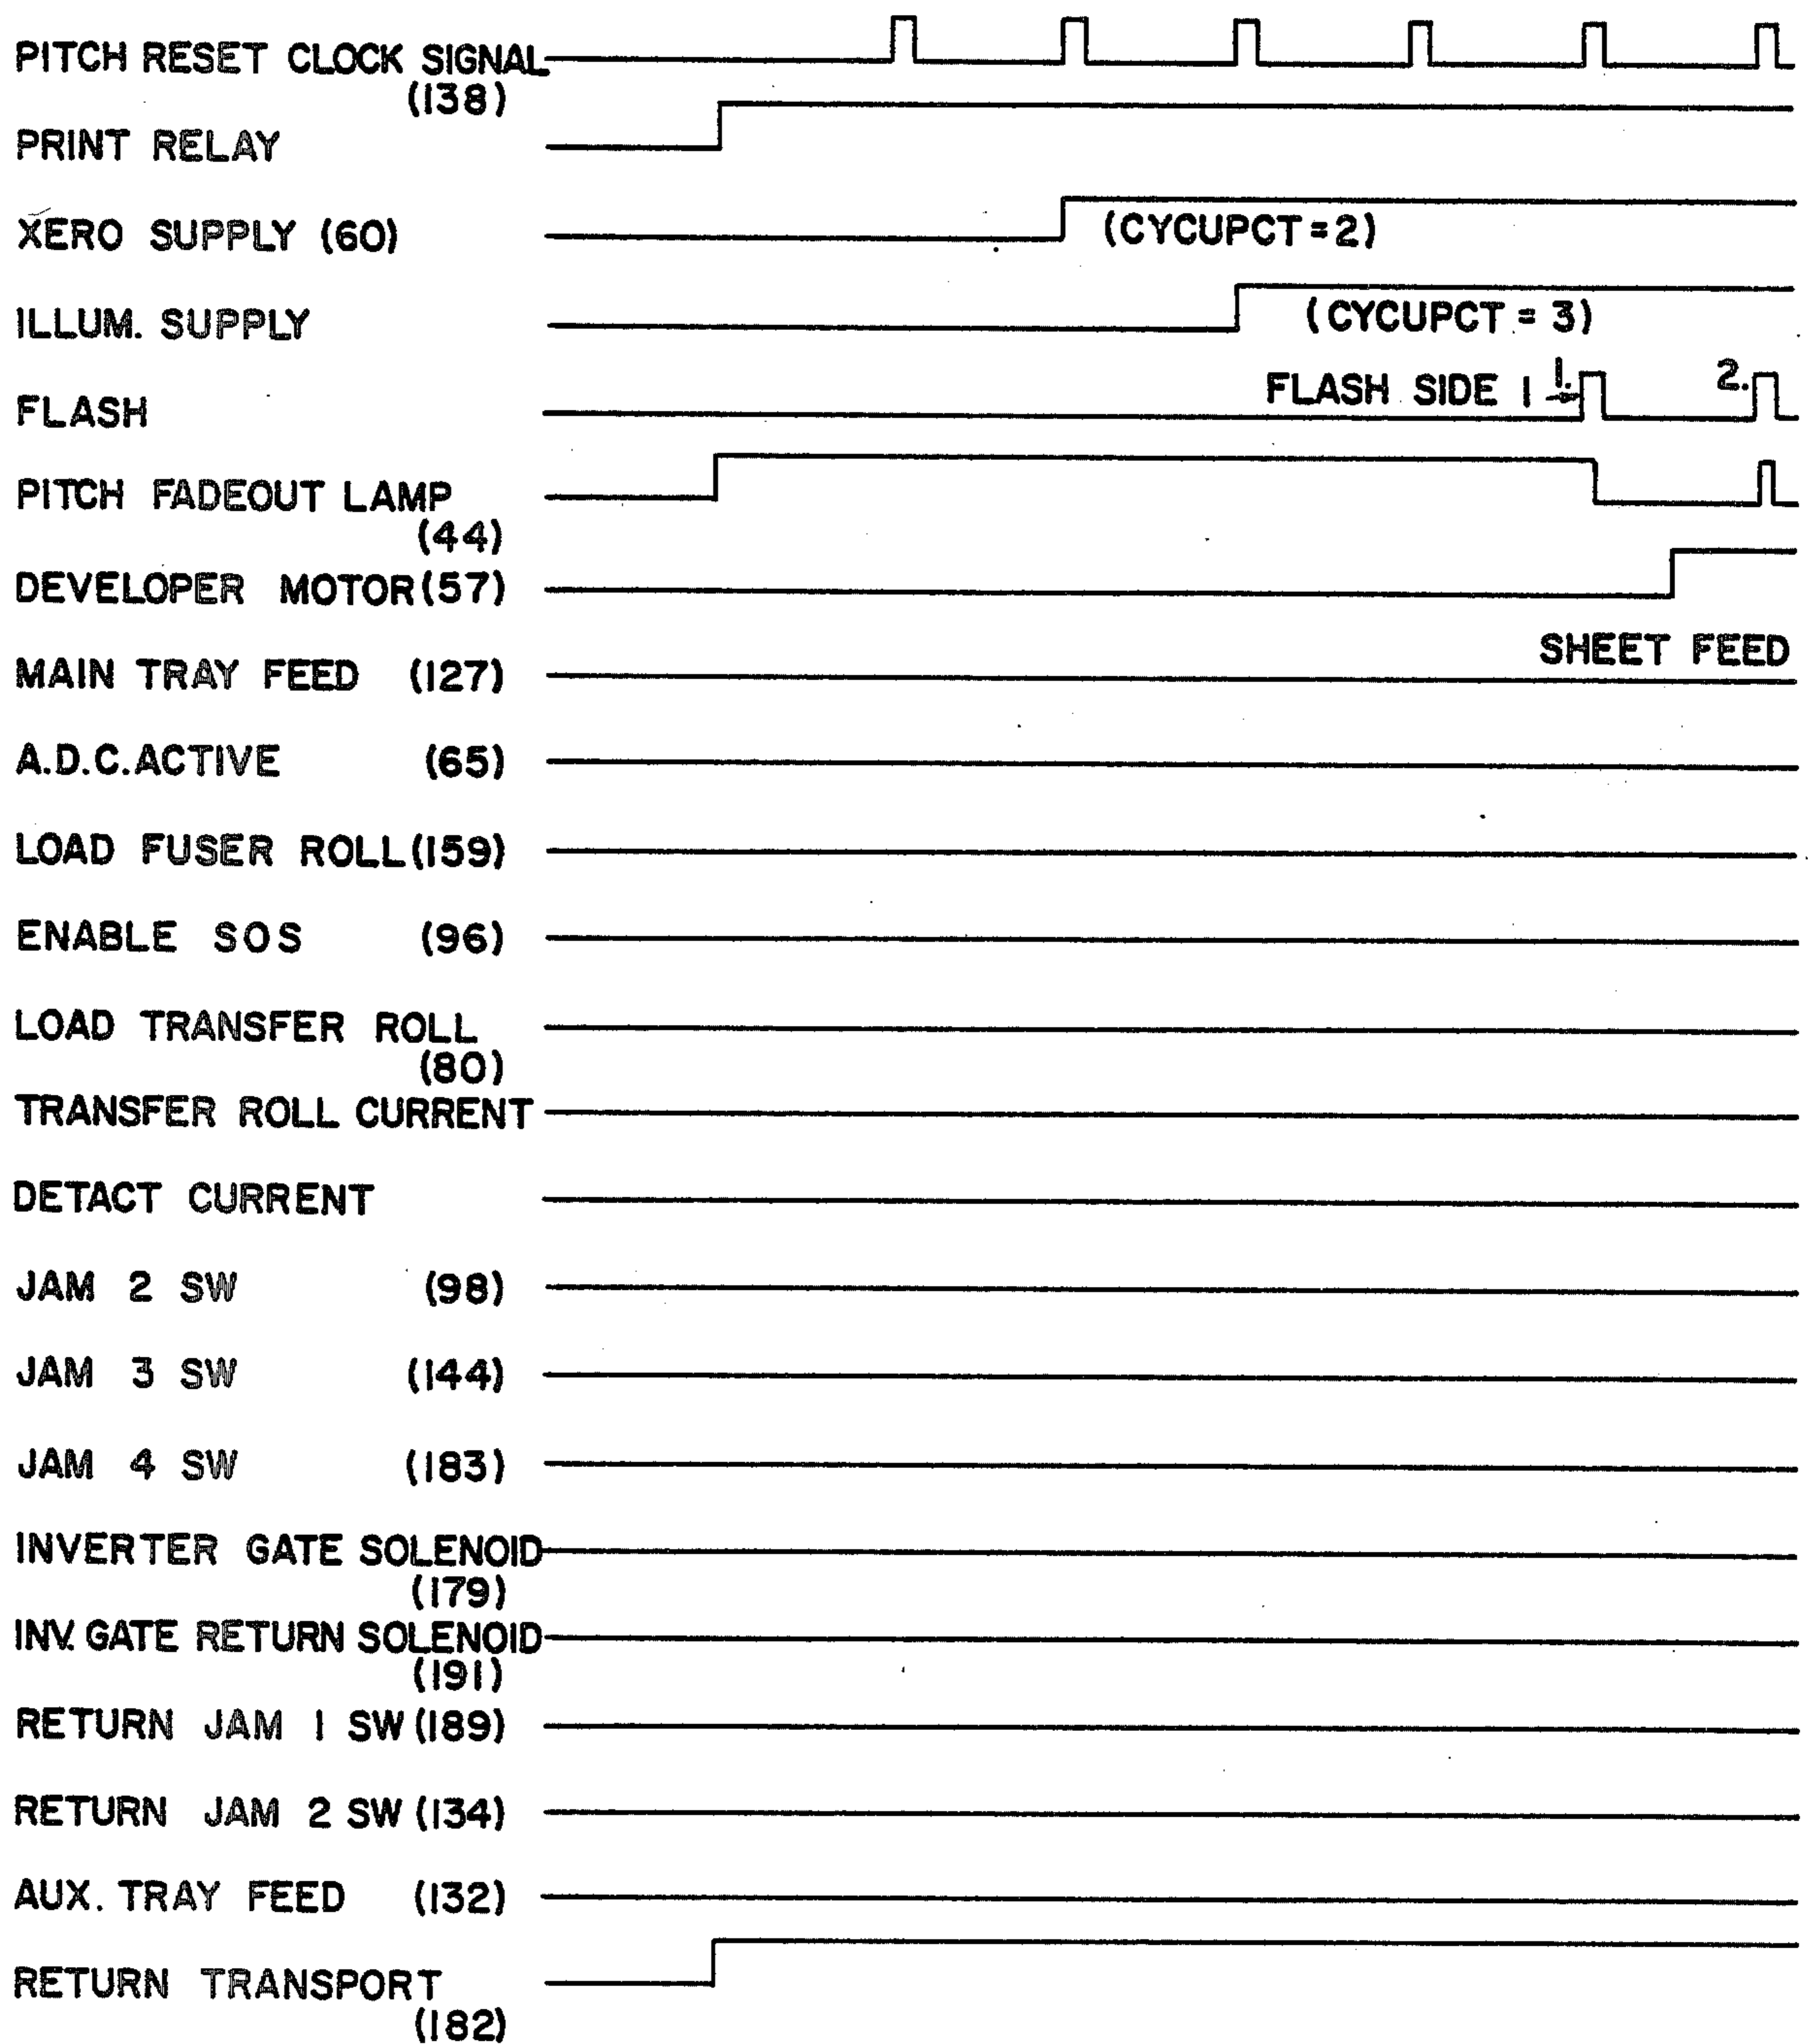 PITCH RESET CLOCK SIGNAL
(138)
PRINT RELAY
XERO SUPPLY (60)
(CYCUPCT = 2)
ILLUM. SUPPLY
(CYCUPCT = 3)
FLASH
FLASH SIDE 1
1.
2.
PITCH FADEOUT LAMP
(44)
DEVELOPER MOTOR (57)
SHEET FEED
MAIN TRAY FEED (127)
A.D.C. ACTIVE (65)
LOAD FUSER ROLL (159)
ENABLE SOS (96)
LOAD TRANSFER ROLL
(80)
TRANSFER ROLL CURRENT
DETACT CURRENT
JAM 2 SW (98)
JAM 3 SW (144)
JAM 4 SW (183)
INVERTER GATE SOLENOID
(179)
INV. GATE RETURN SOLENOID
(191)
RETURN JAM 1 SW (189)
RETURN JAM 2 SW (134)
AUX. TRAY FEED (132)
RETURN TRANSPORT
(182)